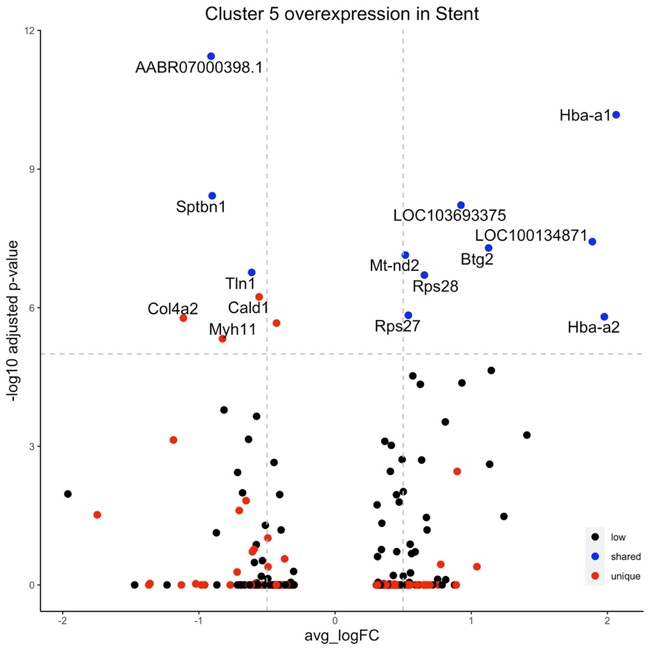 Cluster 5 overexpression in Stent
12
AABR07000398.1
Hba-a1
9
Sptbn1
LOC103693375
LOC100134871
Btg2
Mt-nd2
Tln1
Rps28
6
Col4a2
Cald1
Myh11
Rps27
Hba-a2
-log10 adjusted p-value
3
low
shared
unique
0
-2
-1
0
1
2
avg_logFC